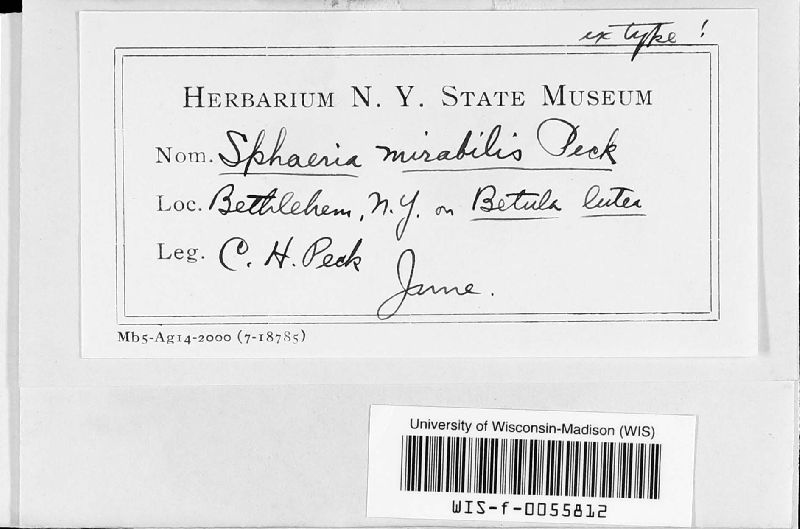 ex type!
HERBARIUM N. Y. STATE MUSEUM
Nom. Sphaeria mirabilis Peck
Loc. Bethlehem, N.Y. on Betula lutea
Leg. C. H. Peck
June.
Mb5-Ag14-2000 (7-18785)
University of Wisconsin-Madison (WIS)
WIS-f-0055812